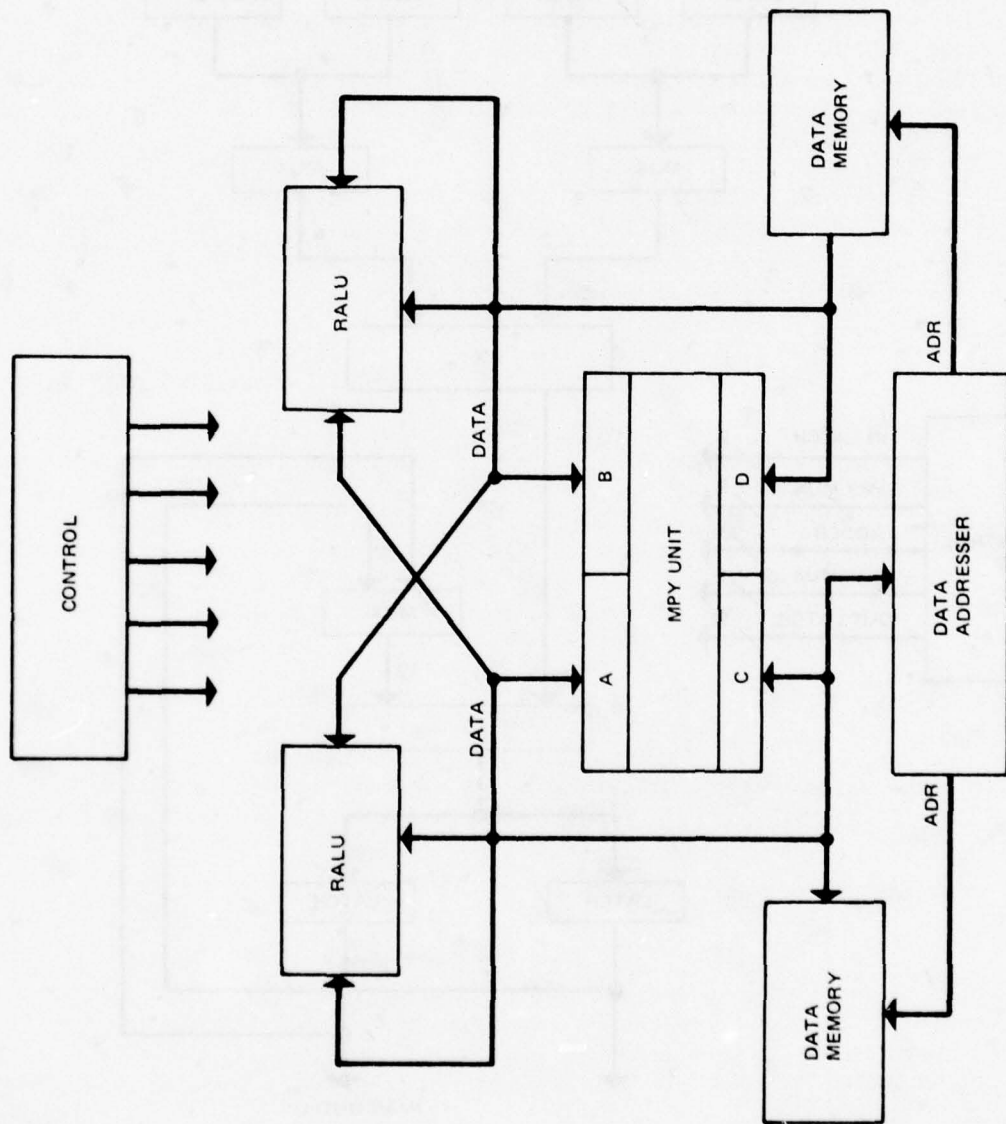 CONTROL
RALU
RALU
DATA
DATA
A
B
MPY UNIT
C
D
DATA
MEMORY
DATA
MEMORY
ADR
DATA
ADDRESSER
ADR